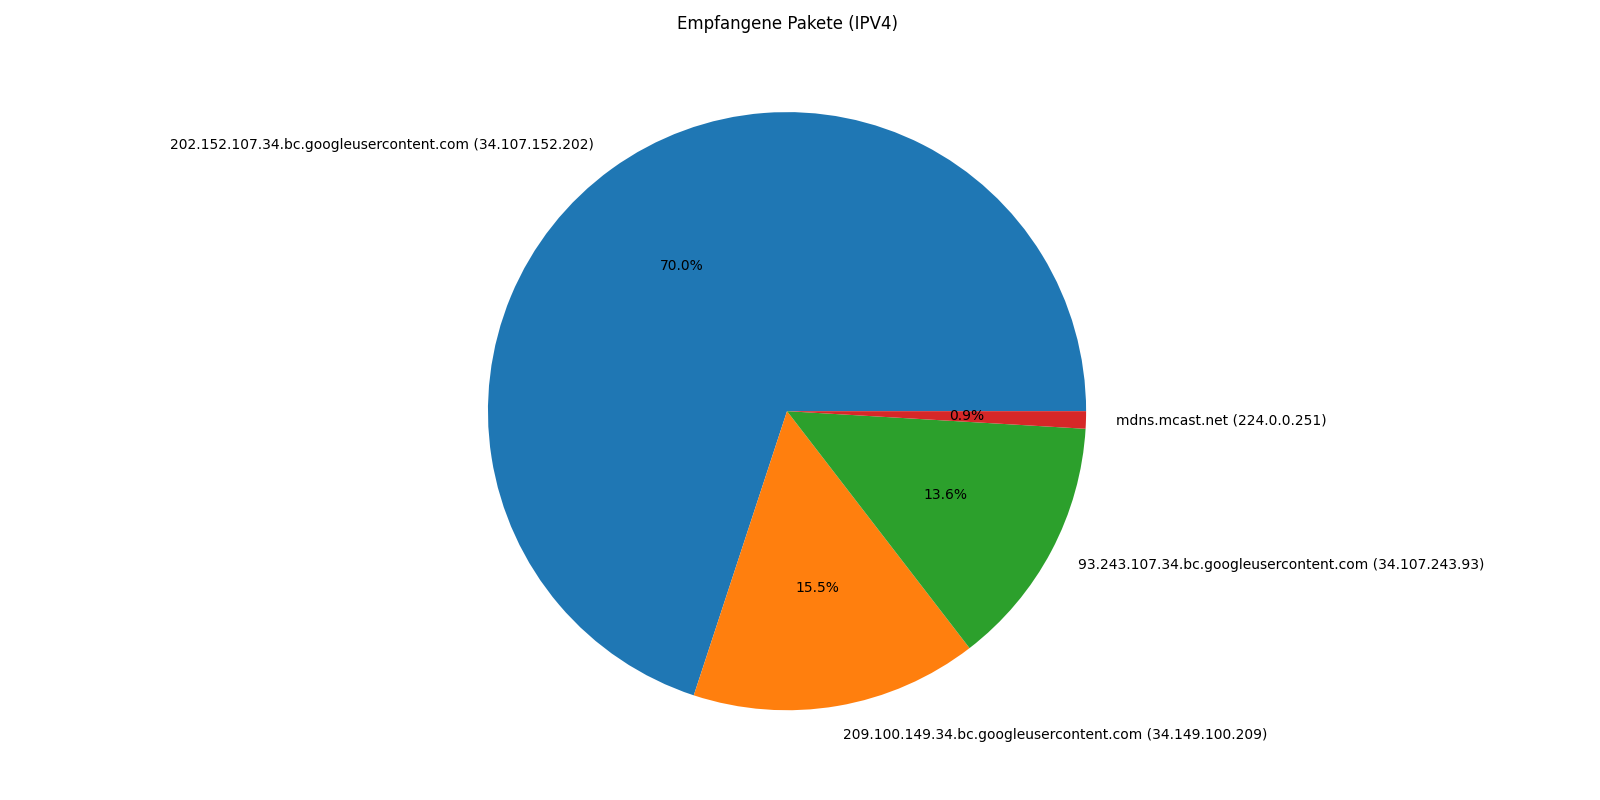 Empfangene Pakete (IPV4)
202.152.107.34.bc.googleusercontent.com (34.107.152.202)
70.0%
0.9%
mdns.mcast.net (224.0.0.251)
13.6%
93.243.107.34.bc.googleusercontent.com (34.107.243.93)
15.5%
209.100.149.34.bc.googleusercontent.com (34.149.100.209)